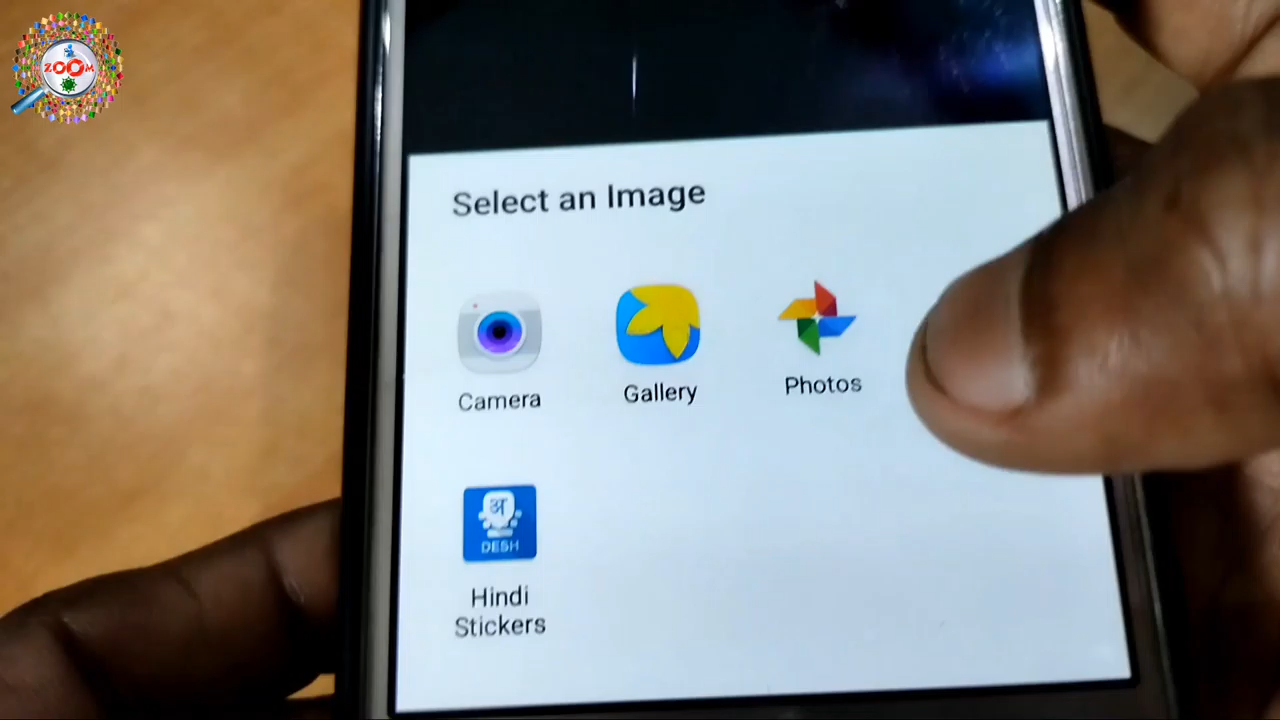 ZOOM
Select an Image
Camera
Gallery
Photos
अ
DESH
Hindi
Stickers